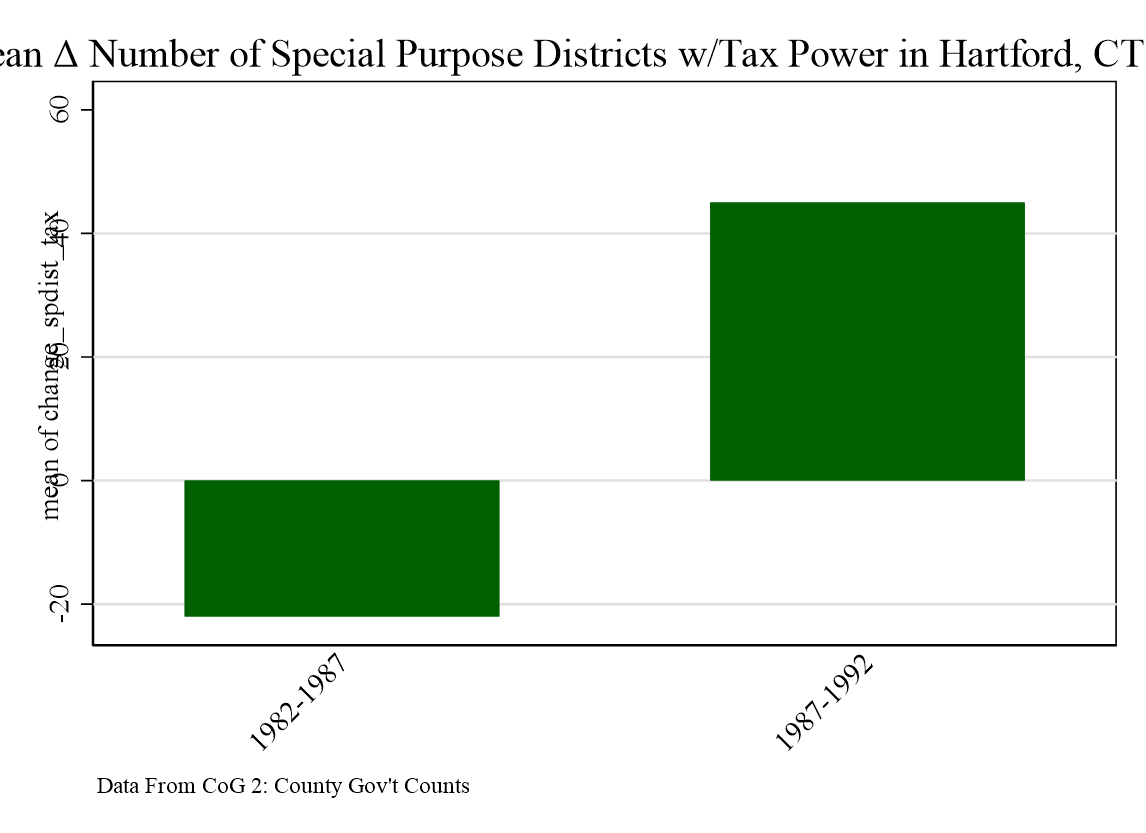 ean Δ Number of Special Purpose Districts w/Tax Power in Hartford, CT
mean of change_spdist_tax
60
40
20
0
-20
1982-1987
1987-1992
Data From CoG 2: County Gov't Counts